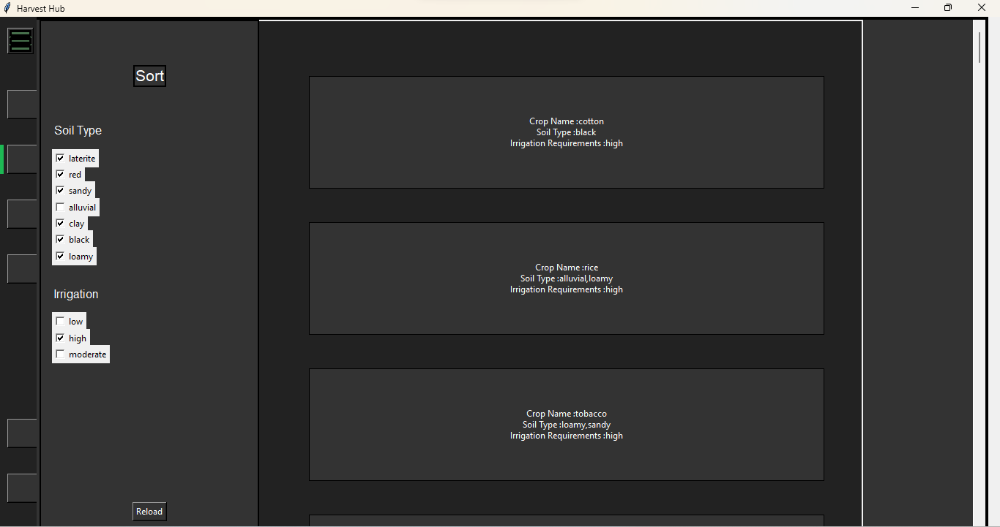 Harvest Hub
Sort
Soil Type
laterite
red
sandy
alluvial
clay
black
loamy
Irrigation
low
high
moderate
Reload
Crop Name :cotton
Soil Type :black
Irrigation Requirements :high
Crop Name :rice
Soil Type :alluvial,loamy
Irrigation Requirements :high
Crop Name :tobacco
Soil Type :loamy,sandy
Irrigation Requirements :high